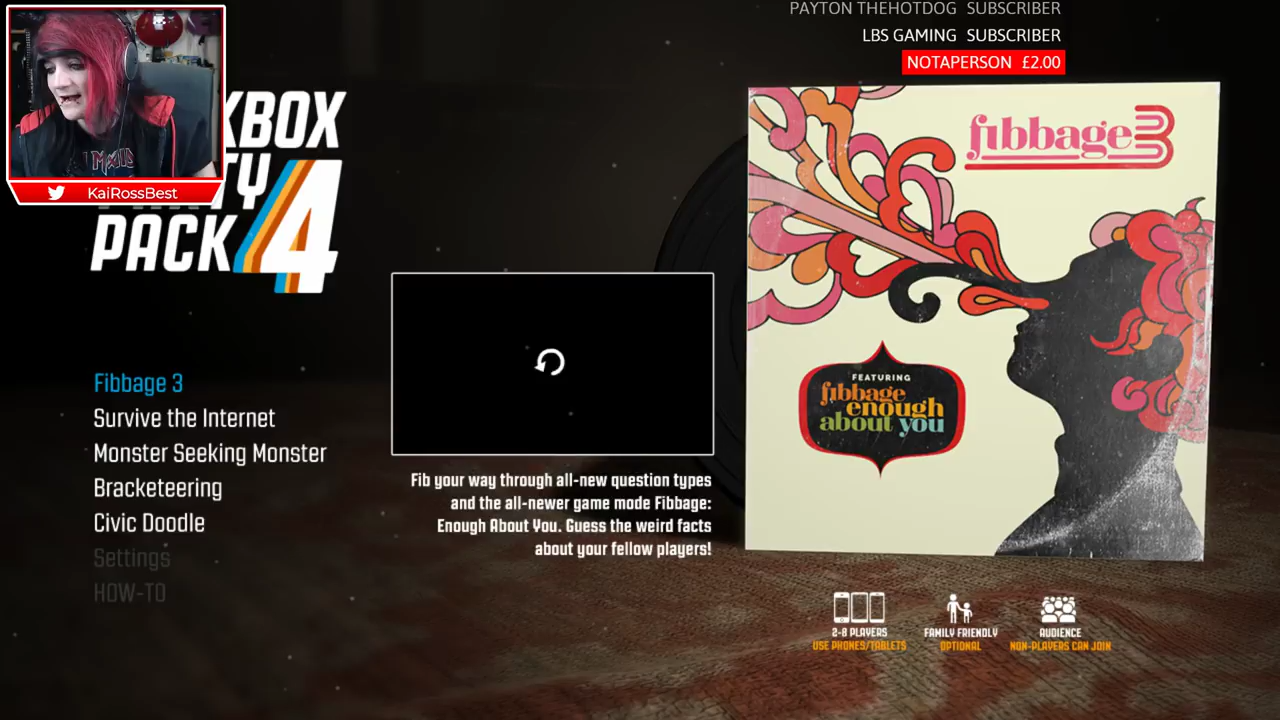 PAYTON THEHOTDOG SUBSCRIBER
LBS GAMING SUBSCRIBER
NOTAPERSON £2.00
KaiRossBest
PACK 4
Fibbage 3
Survive the Internet
Monster Seeking Monster
Bracketeering
Civic Doodle
Settings
HOW-TO
Fib your way through all-new question types
and the all-newer game mode Fibbage:
Enough About You. Guess the weird facts
about your fellow players!
fibbage 3
FEATURING
fibbage
enough
about you
2-8 PLAYERS
USE PHONES/TABLETS
FAMILY FRIENDLY
OPTIONAL
AUDIENCE
NON-PLAYERS CAN JOIN